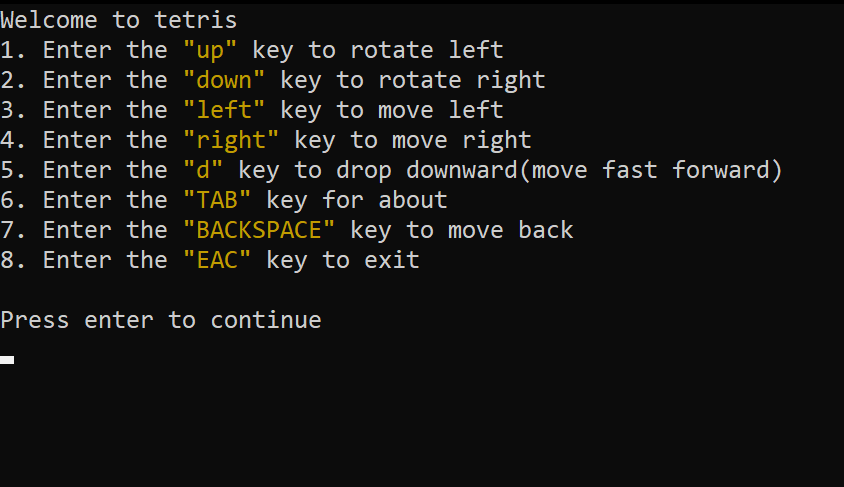 Welcome to tetris
1. Enter the "up" key to rotate left
2. Enter the "down" key to rotate right
3. Enter the "left" key to move left
4. Enter the "right" key to move right
5. Enter the "d" key to drop downward(move fast forward)
6. Enter the "TAB" key for about
7. Enter the "BACKSPACE" key to move back
8. Enter the "EAC" key to exit
Press enter to continue